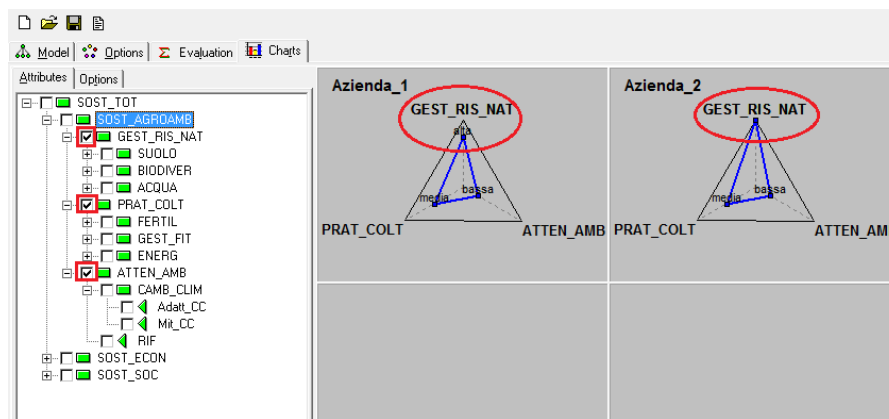 Model Options Evaluation Charts
Attributes Options
SOST_TOT
SOST_AGROAMB
GEST_RIS_NAT
SUOLO
BIODIVER
ACQUA
PRAT_COLT
FERTIL
GEST_FIT
ENERG
ATTEN_AMB
CAMB_CLIM
Adatt_CC
Mit_CC
RIF
SOST_ECON
SOST_SOC
Azienda_1
GEST_RIS_NAT
alta
media
bassa
PRAT_COLT
ATTEN_AMB
Azienda_2
GEST_RIS_NAT
media
bassa
PRAT_COLT
ATTEN_AM